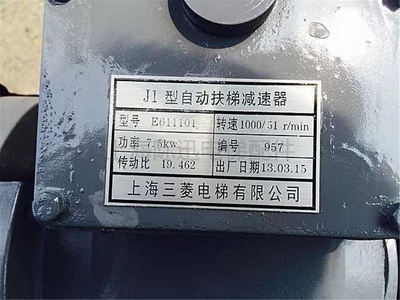 J1 型自动扶梯减速器
型号 E611101 转速 1000/51 r/min
功率 7.5kw 编号 957
传动比 19.462 出厂日期 13.03.15
上海三菱电梯有限公司